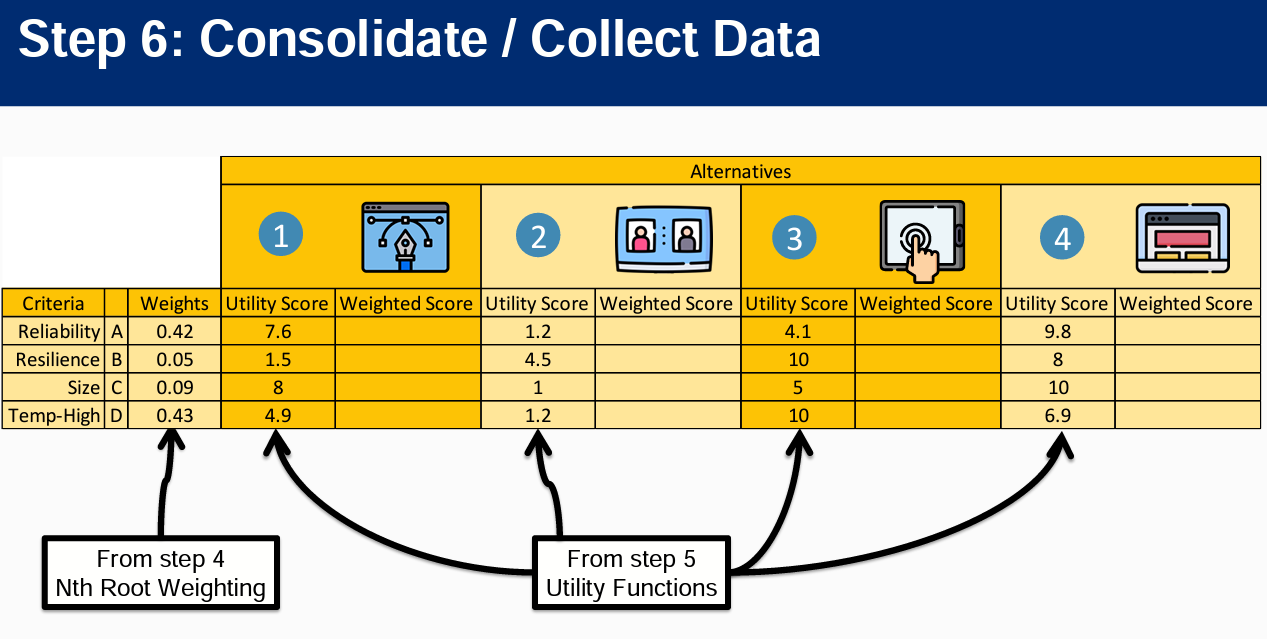 Step 6: Consolidate / Collect Data
Alternatives
1 2 3 4
Criteria Weights Utility Score Weighted Score Utility Score Weighted Score Utility Score Weighted Score Utility Score Weighted Score
Reliability A 0.42 7.6 1.2 4.1 9.8
Resilience B 0.05 1.5 4.5 10 8
Size C 0.09 8 1 5 10
Temp-High D 0.43 4.9 1.2 10 6.9
From step 4
Nth Root Weighting
From step 5
Utility Functions